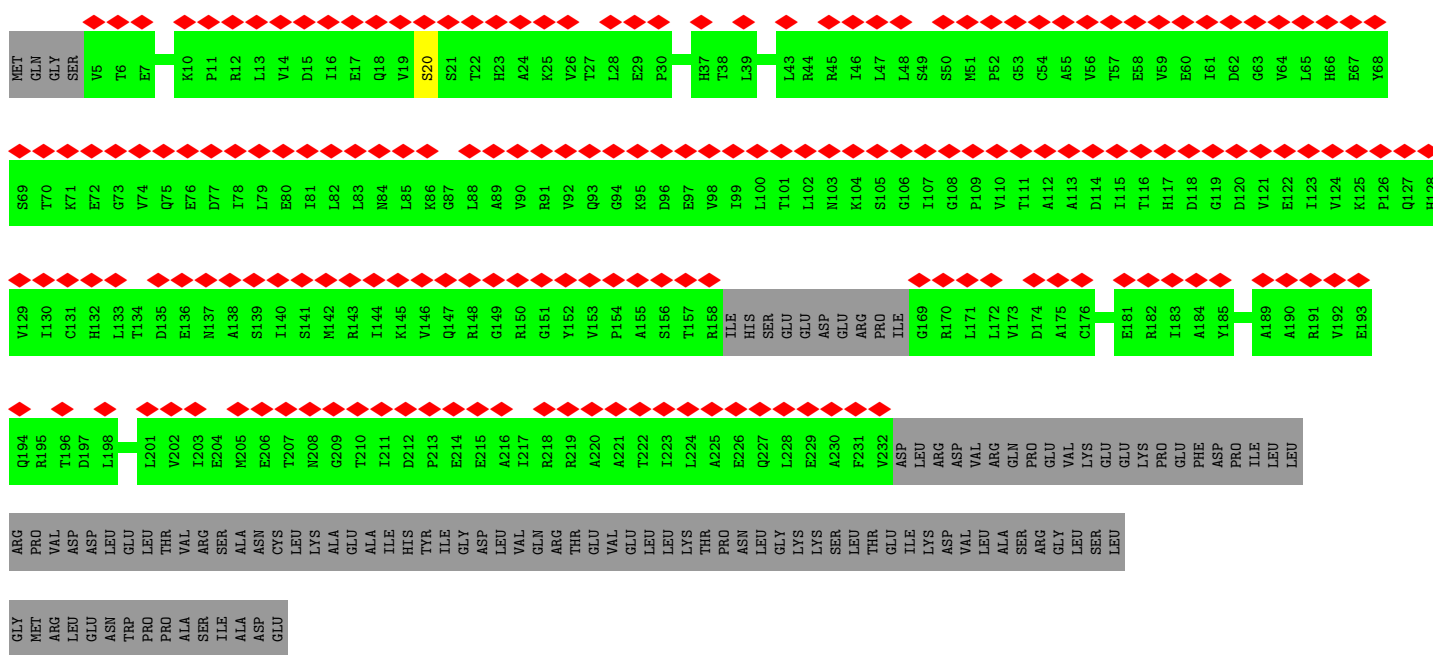 MET GLN GLY SER V5 T6 E7 K10 P11 R12 L13 V14 D15 I16 E17 Q18 V19 S20 S21 T22 H23 A24 K25 V26 T27 L28 E29 P30 H37 T38 L39 L43 R44 R45 I46 L47 L48 S49 S50 M51 P52 G53 C54 A55 V56 T57 E58 V59 E60 I61 D62 G63 V64 L65 H66 E67 Y68
S69 T70 K71 E72 G73 V74 Q75 E76 D77 I78 L79 E80 I81 L82 L83 N84 L85 K86 G87 L88 A89 V90 R91 V92 Q93 G94 K95 D96 E97 V98 I99 L100 T101 L102 N103 K104 S105 G106 I107 G108 P109 V110 T111 A112 A113 D114 I115 T116 H117 D118 G119 D120 V121 E122 I123 V124 K125 P126 Q127 H128
V129 I130 C131 H132 L133 T134 D135 E136 N137 A138 S139 I140 S141 M142 R143 I144 K145 V146 Q147 R148 G149 R150 G151 Y152 V153 P154 A155 S156 T157 R158 ILE HIS SER GLU GLU ASP GLU ARG PRO ILE G169 R170 L171 L172 V173 D174 A175 C176 E181 R182 I183 A184 Y185 A189 A190 R191 V192 E193
Q194 R195 T196 D197 L198 L201 V202 I203 E204 M205 E206 T207 N208 G209 T210 I211 D212 P213 E214 E215 A216 I217 R218 R219 A220 A221 T222 I223 L224 A225 E226 Q227 L228 E229 A230 F231 V232 ASP LEU ARG ASP VAL ARG GLN PRO GLU VAL LYS GLU GLU LYS PRO GLU PHE ASP PRO ILE LEU LEU
ARG PRO VAL ASP ASP LEU GLU LEU THR VAL ARG SER ALA ASN CYS LEU LYS ALA GLU ALA ILE HIS TYR ILE GLY ASP LEU VAL GLN ARG THR GLU VAL GLU LEU LEU LYS THR PRO ASN LEU GLY LYS LYS SER LEU THR GLU ILE LYS ASP VAL LEU ALA SER ARG GLY LEU SER LEU
GLY MET ARG LEU GLU ASN TRP PRO PRO ALA SER ILE ALA ASP GLU